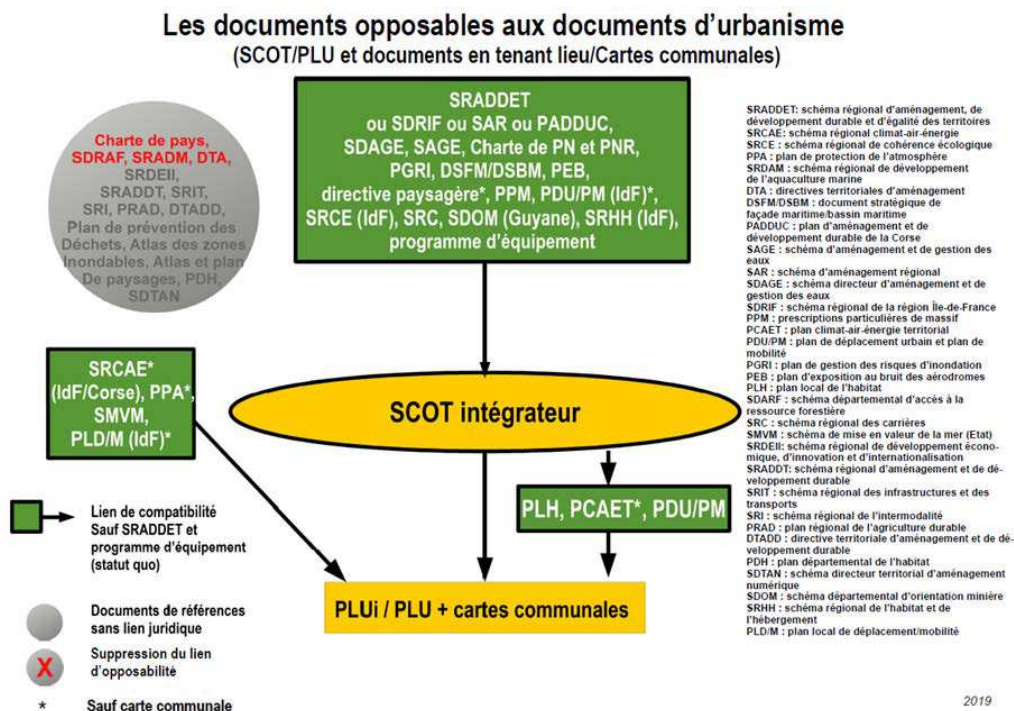 Les documents opposables aux documents d'urbanisme
(SCOT/PLU et documents en tenant lieu/Cartes communales)
Charte de pays,
SDRAF, SRADM, DTA,
SRDEII,
SRADDT, SRIT,
SRI, PRAD, DTADD,
Plan de prévention des
Déchets, Atlas des zones
Inondables, Atlas et plan
De paysages, PDH,
SDTAN
SRADDET
ou SDRIF ou SAR ou PADDUC,
SDAGE, SAGE, Charte de PN et PNR,
PGRI, DSFM/DSBM, PEB,
directive paysagère*, PPM, PDU/PM (IdF)*,
SRCE (IdF), SRC, SDOM (Guyane), SRHH (IdF),
programme d'équipement
SRCAE*
(IdF/Corse), PPA*,
SMVM,
PLD/M (IdF)*
SCOT intégrateur
PLH, PCAET*, PDU/PM
PLUi / PLU + cartes communales
Lien de compatibilité
Sauf SRADDET et
programme d'équipement
(statut quo)
Documents de références
sans lien juridique
X
Suppression du lien
d'opposabilité
* Sauf carte communale
SRADDET: schéma régional d'aménagement, de
développement durable et d'égalité des territoires
SRCAE: schéma régional climat-air-énergie
SRCE : schéma régional de cohérence écologique
PPA : plan de protection de l'atmosphère
SRDAM : schéma régional de développement
de l'aquaculture marine
DTA : directives territoriales d'aménagement
DSFM/DSBM : document stratégique de
façade maritime/bassin maritime
PADDUC : plan d'aménagement et de
développement durable de la Corse
SAGE : schéma d'aménagement et de gestion des
eaux
SAR : schéma d'aménagement régional
SDAGE : schéma directeur d'aménagement et de
gestion des eaux
SDRIF : schéma régional de la région Île-de-France
PPM : prescriptions particulières de massif
PCAET : plan climat-air-énergie territorial
PDU/PM : plan de déplacement urbain et plan de
mobilité
PGRI : plan de gestion des risques d'inondation
PEB : plan d'exposition au bruit des aérodromes
PLH : plan local de l'habitat
SDARF : schéma départemental d'accès à la
ressource forestière
SRC : schéma régional des carrières
SMVM : schéma de mise en valeur de la mer (Etat)
SRDEII: schéma régional de développement écono-
mique, d'innovation et d'internationalisation
SRADDT: schéma régional d'aménagement et de dé-
veloppement durable
SRIT : schéma régional des infrastructures et des
transports
SRI : schéma régional de l'intermodalité
PRAD : plan régional de l'agriculture durable
DTADD : directive territoriale d'aménagement et de dé-
veloppement durable
PDH : plan départemental de l'habitat
SDTAN : schéma directeur territorial d'aménagement
numérique
SDOM : schéma départemental d'orientation minière
SRHH : schéma régional de l'habitat et de
l'hébergement
PLD/M : plan local de déplacement/mobilité
2019